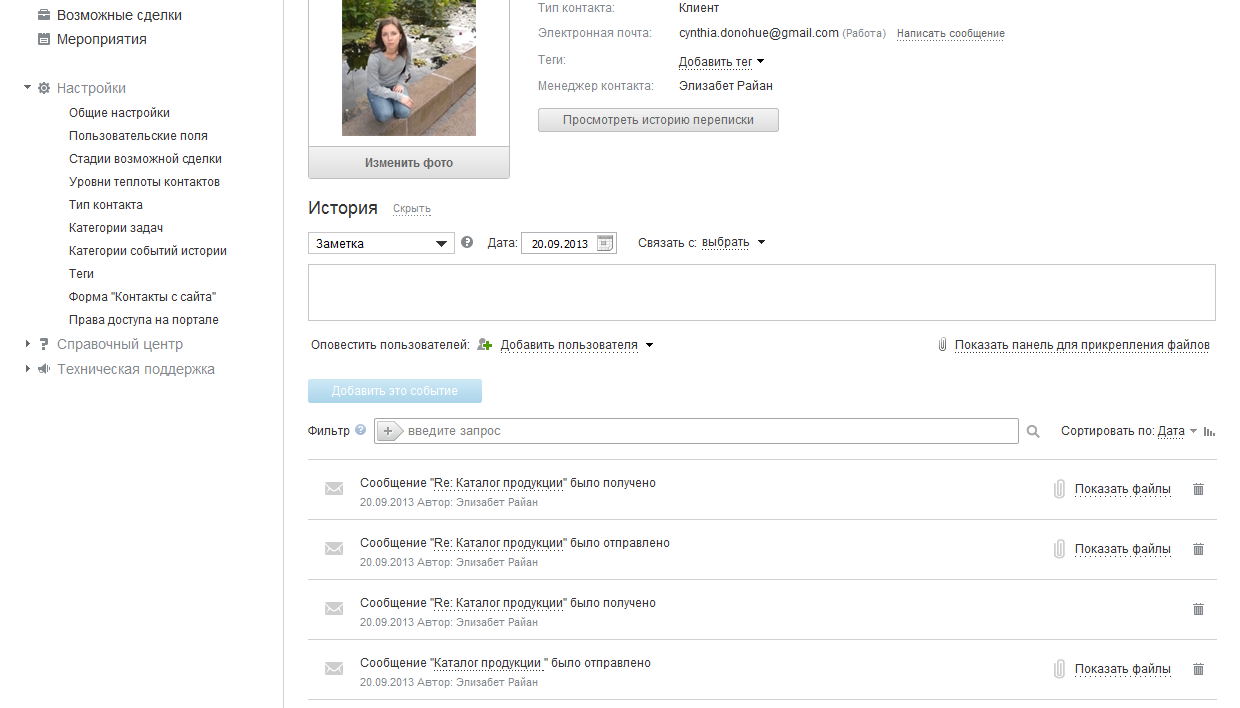 Возможные сделки
Мероприятия
Настройки
Общие настройки
Пользовательские поля
Стадии возможной сделки
Уровни теплоты контактов
Тип контакта
Категории задач
Категории событий истории
Теги
Форма "Контакты с сайта"
Права доступа на портале
? Справочный центр
Техническая поддержка
Изменить фото
Тип контакта: Клиент
Электронная почта: cynthia.donohue@gmail.com (Работа) Написать сообщение
Теги: Добавить тег
Менеджер контакта: Элизабет Райан
Просмотреть историю переписки
История Скрыть
Заметка ? Дата: 20.09.2013 Связать с: выбрать
Оповестить пользователей: Добавить пользователя Показать панель для прикрепления файлов
Добавить это событие
Фильтр ? + введите запрос Сортировать по: Дата
Сообщение "Re: Каталог продукции" было получено Показать файлы
20.09.2013 Автор: Элизабет Райан
Сообщение "Re: Каталог продукции" было отправлено Показать файлы
20.09.2013 Автор: Элизабет Райан
Сообщение "Re: Каталог продукции" было получено
20.09.2013 Автор: Элизабет Райан
Сообщение "Каталог продукции " было отправлено Показать файлы
20.09.2013 Автор: Элизабет Райан